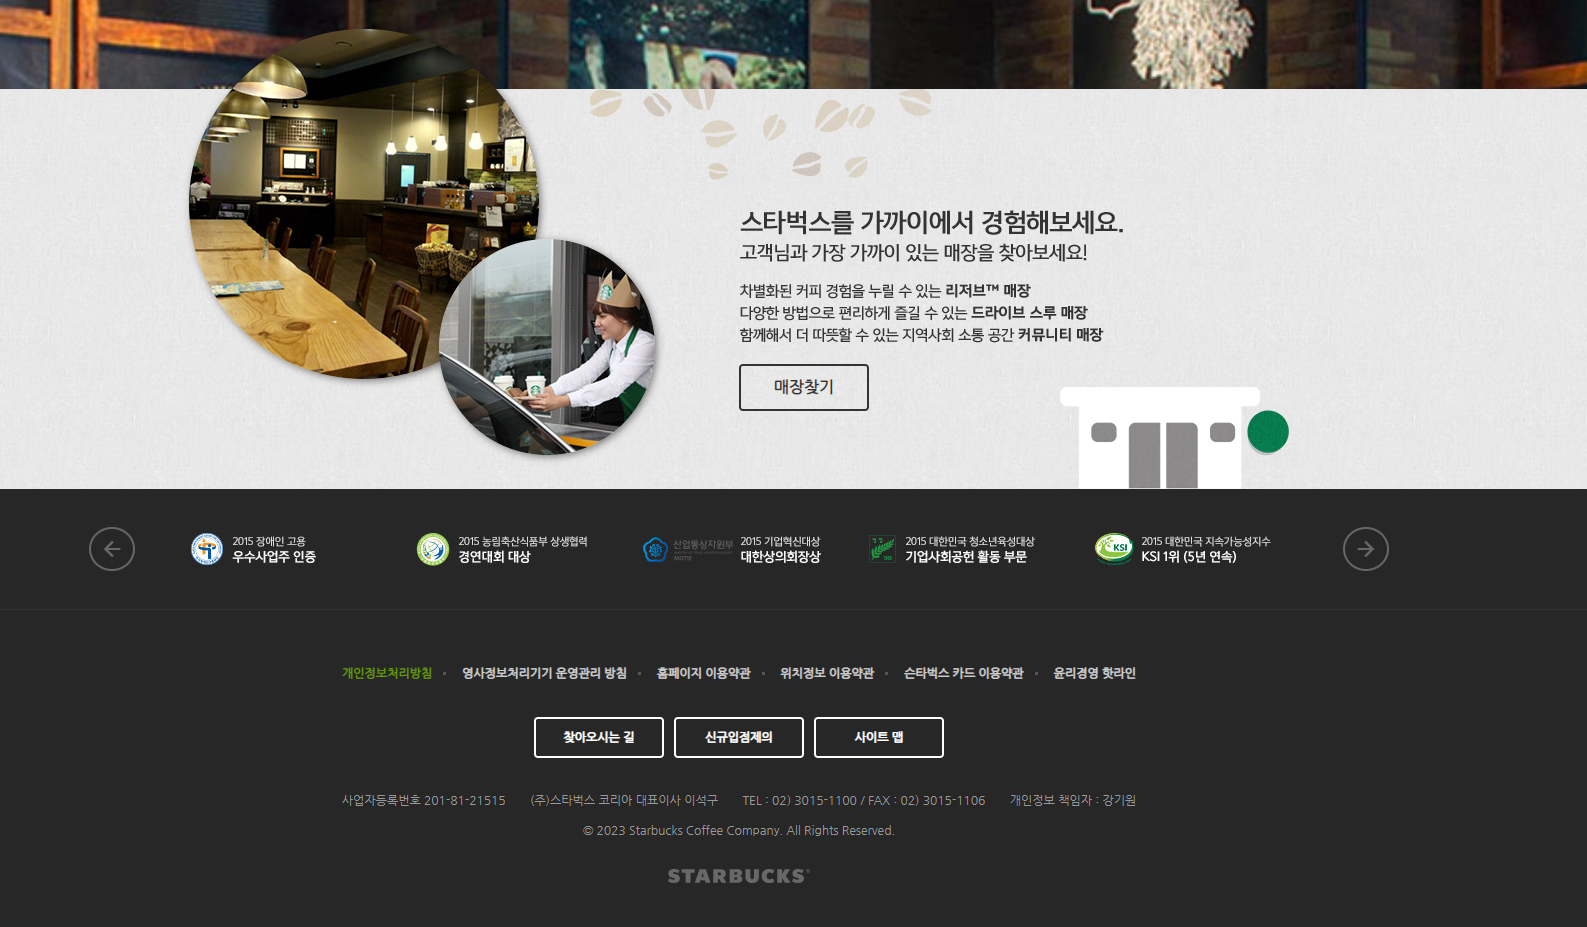 스타벅스를 가까이에서 경험해보세요.
고객님과 가장 가까이 있는 매장을 찾아보세요!
차별화된 커피 경험을 누릴 수 있는 리저브™ 매장
다양한 방법으로 편리하게 즐길 수 있는 드라이브 스루 매장
함께해서 더 따뜻할 수 있는 지역사회 소통 공간 커뮤니티 매장
매장찾기
2015 장애인 고용
우수사업주 인증
2015 농림축산식품부 상생협력
경연대회 대상
산업통상자원부
2015 기업혁신대상
대한상의회장상
2015 대한민국 청소년육성대상
기업사회공헌 활동 부문
KSI
2015 대한민국 지속가능성지수
KSI 1위 (5년 연속)
개인정보처리방침
영사정보처리기기 운영관리 방침
홈페이지 이용약관
위치정보 이용약관
슨타벅스 카드 이용약관
윤리경영 핫라인
찾아오시는 길
신규입점제의
사이트 맵
사업자등록번호 201-81-21515
(주)스타벅스 코리아 대표이사 이석구
TEL : 02) 3015-1100 / FAX : 02) 3015-1106
개인정보 책임자 : 강기원
© 2023 Starbucks Coffee Company. All Rights Reserved.
STARBUCKS